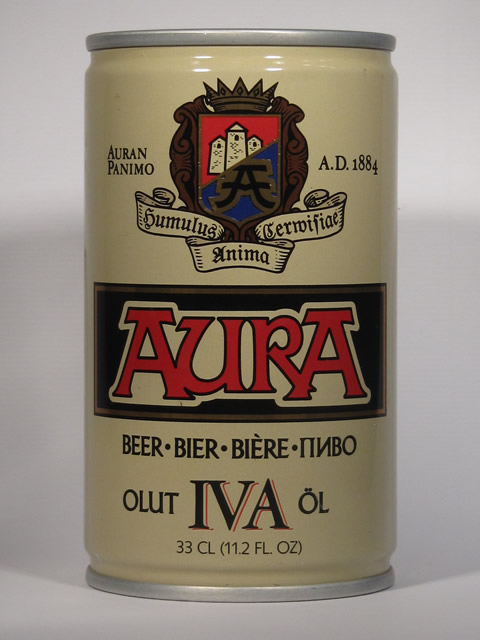 AURAN
PANIMO
A.D. 1884
A
Humulus
Cerwisiae
Anima
AURA
BEER•BIER•BIÈRE•ПИВО
OLUT IVA ÖL
33 CL (11.2 FL. OZ)